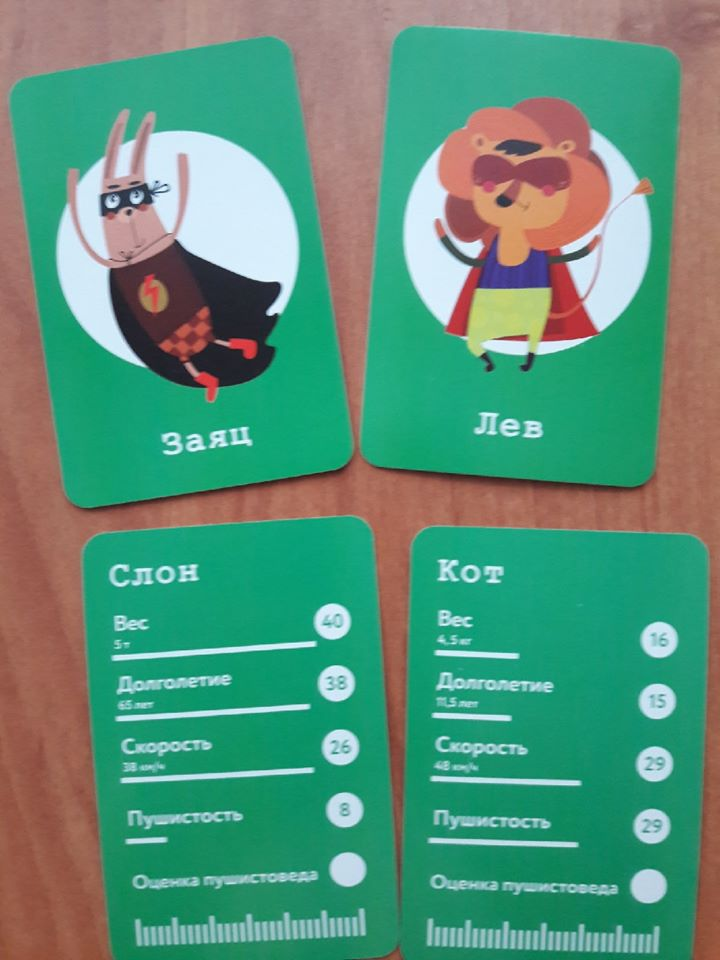 Заяц
Лев
Слон
Вес 40
5 т
Долголетие 38
65 лет
Скорость 26
38 км/ч
Пушистость 8
Оценка пушистоведа
Кот
Вес 16
4,5 кг
Долголетие 15
11,5 лет
Скорость 29
48 км/ч
Пушистость 29
Оценка пушистоведа